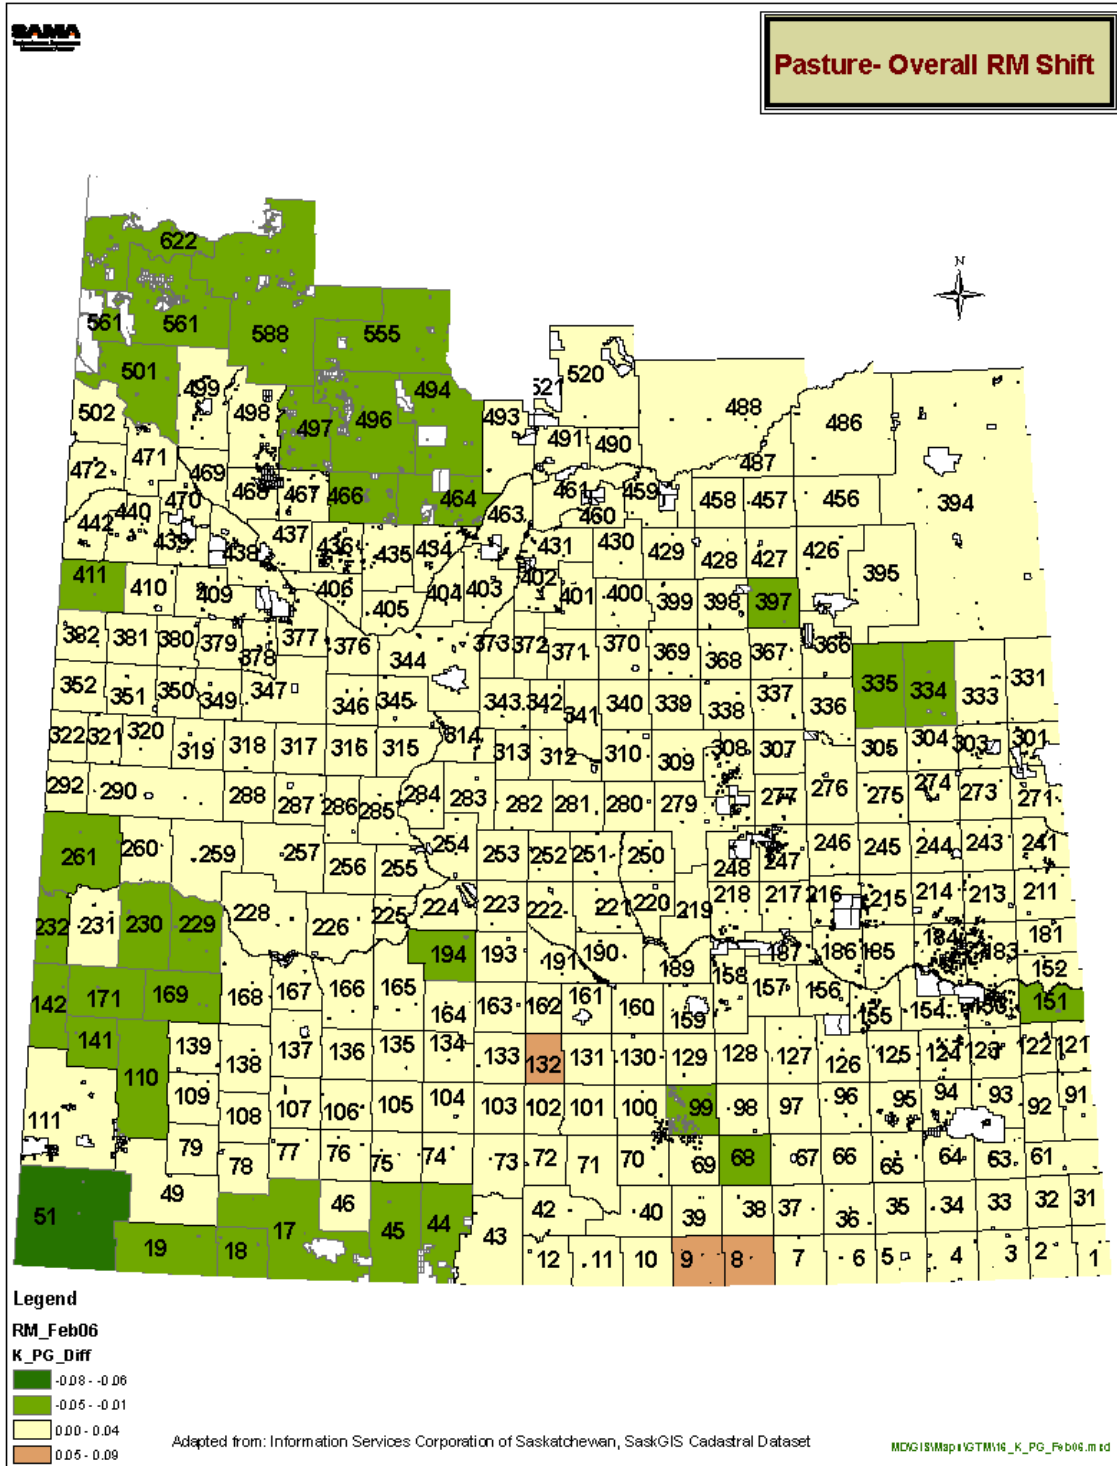 SAMA
Pasture- Overall RM Shift
N
622
561 561 588 555
501 499 494
502 498 497 496 493 521 520 488 486
491 490
472 471 469 468 467 466 464 487
470 463 461 459 458 457 456 394
442 440 460
439 438 437 436 435 434 431 430 429 428 427 426 395
411 410 409 406 405 404 403 402 401 400 399 398 397
382 381 380 379 378 377 376 344 373 372 371 370 369 368 367 366
352 351 350 349 347 346 345 343 342 341 340 339 338 337 336 335 334 333 331
322 321 320 319 318 317 316 315 314 313 312 310 309 308 307 305 304 303 301
292 290 288 287 286 285 284 283 282 281 280 279 277 276 275 274 273 271
261 260 259 257 256 255 254 253 252 251 250 248 247 246 245 244 243 241
232 231 230 229 228 226 225 224 223 222 221 220 219 218 217 216 215 214 213 211
194 193 191 190 189 187 186 185 184 183 181
142 171 169 168 167 166 165 164 163 162 161 160 159 158 157 156 155 154 153 152 151
141 139 138 137 136 135 134 133 132 131 130 129 128 127 126 125 124 123 122 121
110 109 108 107 106 105 104 103 102 101 100 99 98 97 96 95 94 93 92 91
111 79 78 77 76 75 74 73 72 71 70 69 68 67 66 65 64 63 61
51 49 46 45 44 43 42 40 39 38 37 36 35 34 33 32 31
19 18 17 12 11 10 9 8 7 6 5 4 3 2 1
Legend
RM_Feb06
K_PG_Diff
-0.08 - -0.06
-0.05 - -0.01
0.00 - 0.04
0.05 - 0.09
Adapted from: Information Services Corporation of Saskatchewan, SaskGIS Cadastral Dataset
MD\GIS\Maps\GTM\16_K_PG_Feb06.mxd